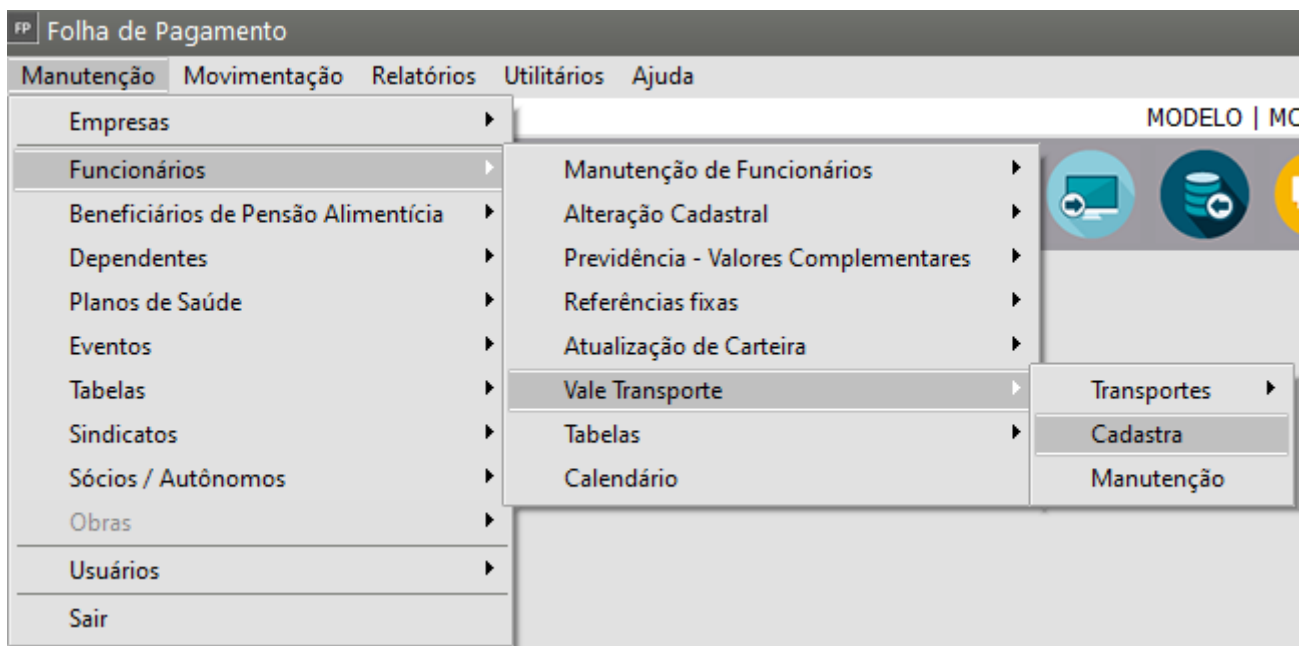 FP Folha de Pagamento
Manutenção Movimentação Relatórios Utilitários Ajuda
MODELO | MO
Empresas
Funcionários
Beneficiários de Pensão Alimentícia
Dependentes
Planos de Saúde
Eventos
Tabelas
Sindicatos
Sócios / Autônomos
Obras
Usuários
Sair
Manutenção de Funcionários
Alteração Cadastral
Previdência - Valores Complementares
Referências fixas
Atualização de Carteira
Vale Transporte
Tabelas
Calendário
Transportes
Cadastra
Manutenção